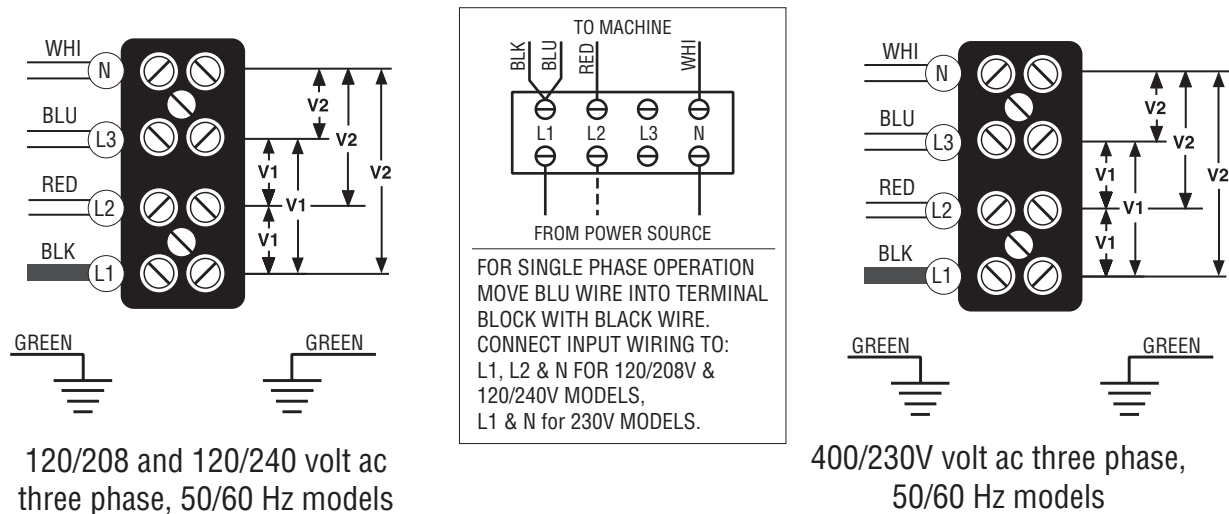 WHI
N
V2
BLU
L3
V2
V1
V2
RED
L2
V1
V1
BLK
L1
GREEN
GREEN
120/208 and 120/240 volt ac
three phase, 50/60 Hz models
TO MACHINE
BLK
BLU
RED
WHI
L1 L2 L3 N
FROM POWER SOURCE
FOR SINGLE PHASE OPERATION
MOVE BLU WIRE INTO TERMINAL
BLOCK WITH BLACK WIRE.
CONNECT INPUT WIRING TO:
L1, L2 & N FOR 120/208V &
120/240V MODELS,
L1 & N for 230V MODELS.
WHI
N
V2
BLU
L3
V2
V1
V2
RED
L2
V1
V1
BLK
L1
GREEN
GREEN
400/230V volt ac three phase,
50/60 Hz models